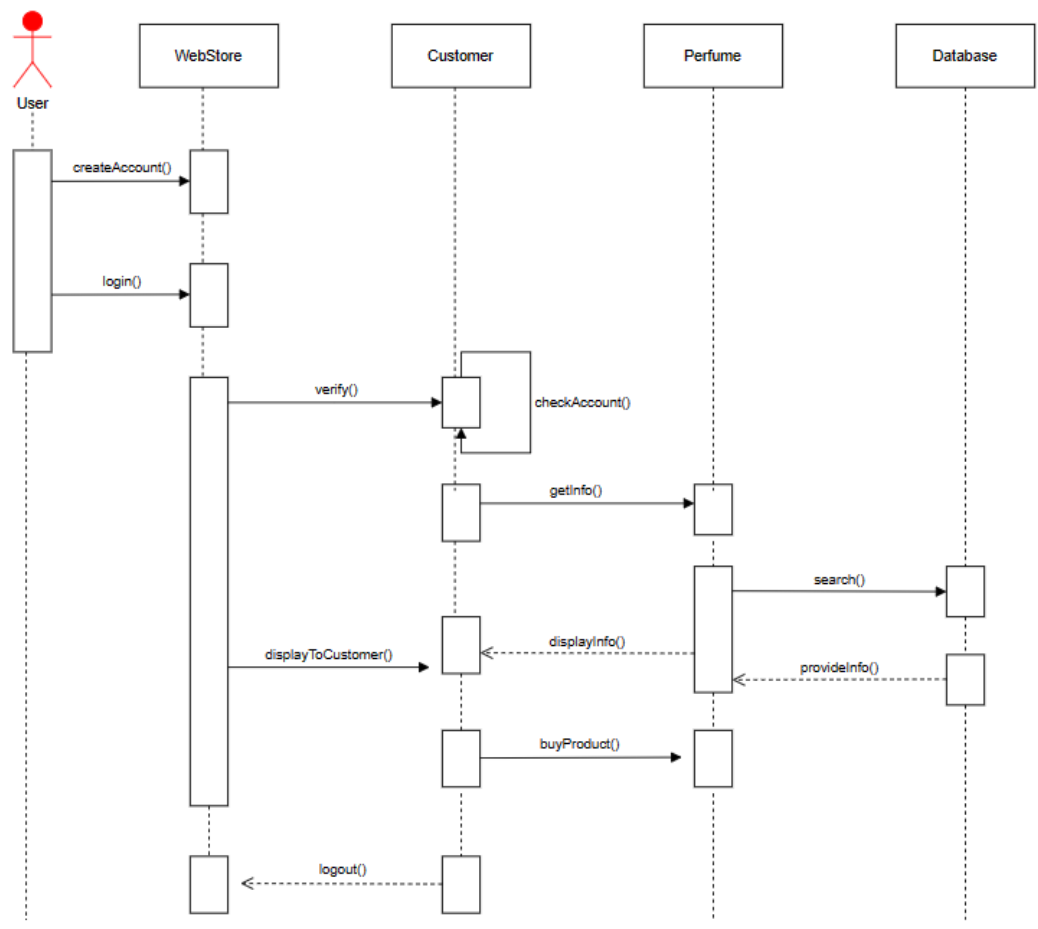 WebStore
Customer
Perfume
Database
User
createAccount()
login()
verify()
checkAccount()
getInfo()
search()
displayInfo()
displayToCustomer()
provideInfo()
buyProduct()
logout()